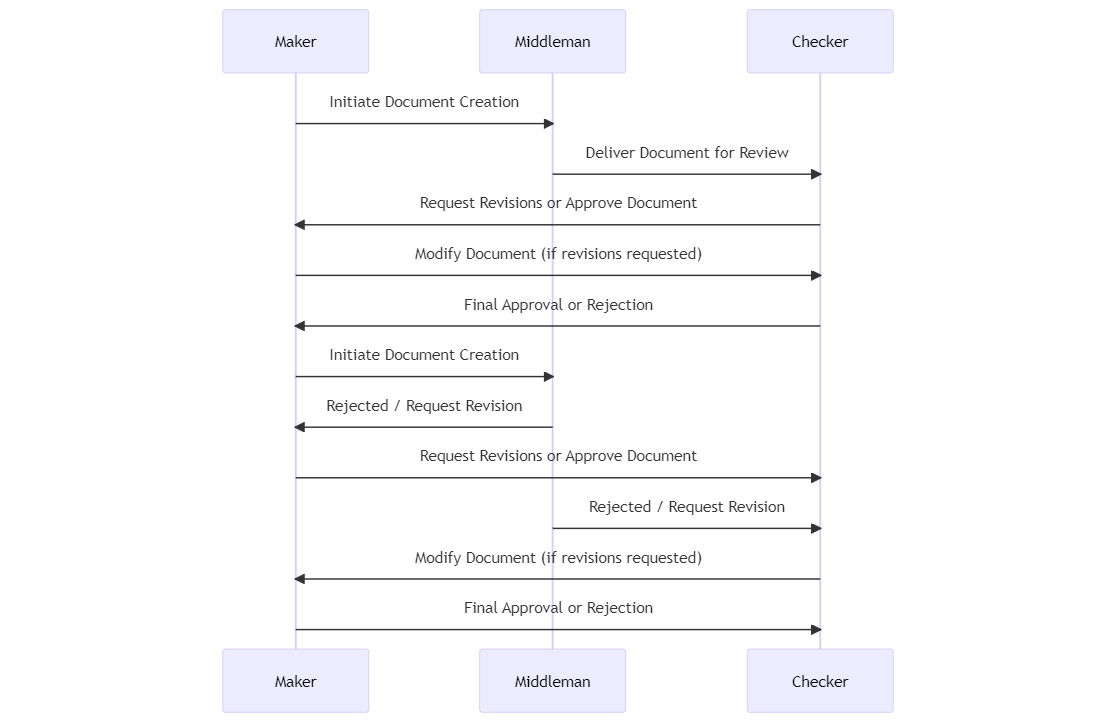 Maker
Middleman
Checker
Initiate Document Creation
Deliver Document for Review
Request Revisions or Approve Document
Modify Document (if revisions requested)
Final Approval or Rejection
Initiate Document Creation
Rejected / Request Revision
Request Revisions or Approve Document
Rejected / Request Revision
Modify Document (if revisions requested)
Final Approval or Rejection
Maker
Middleman
Checker